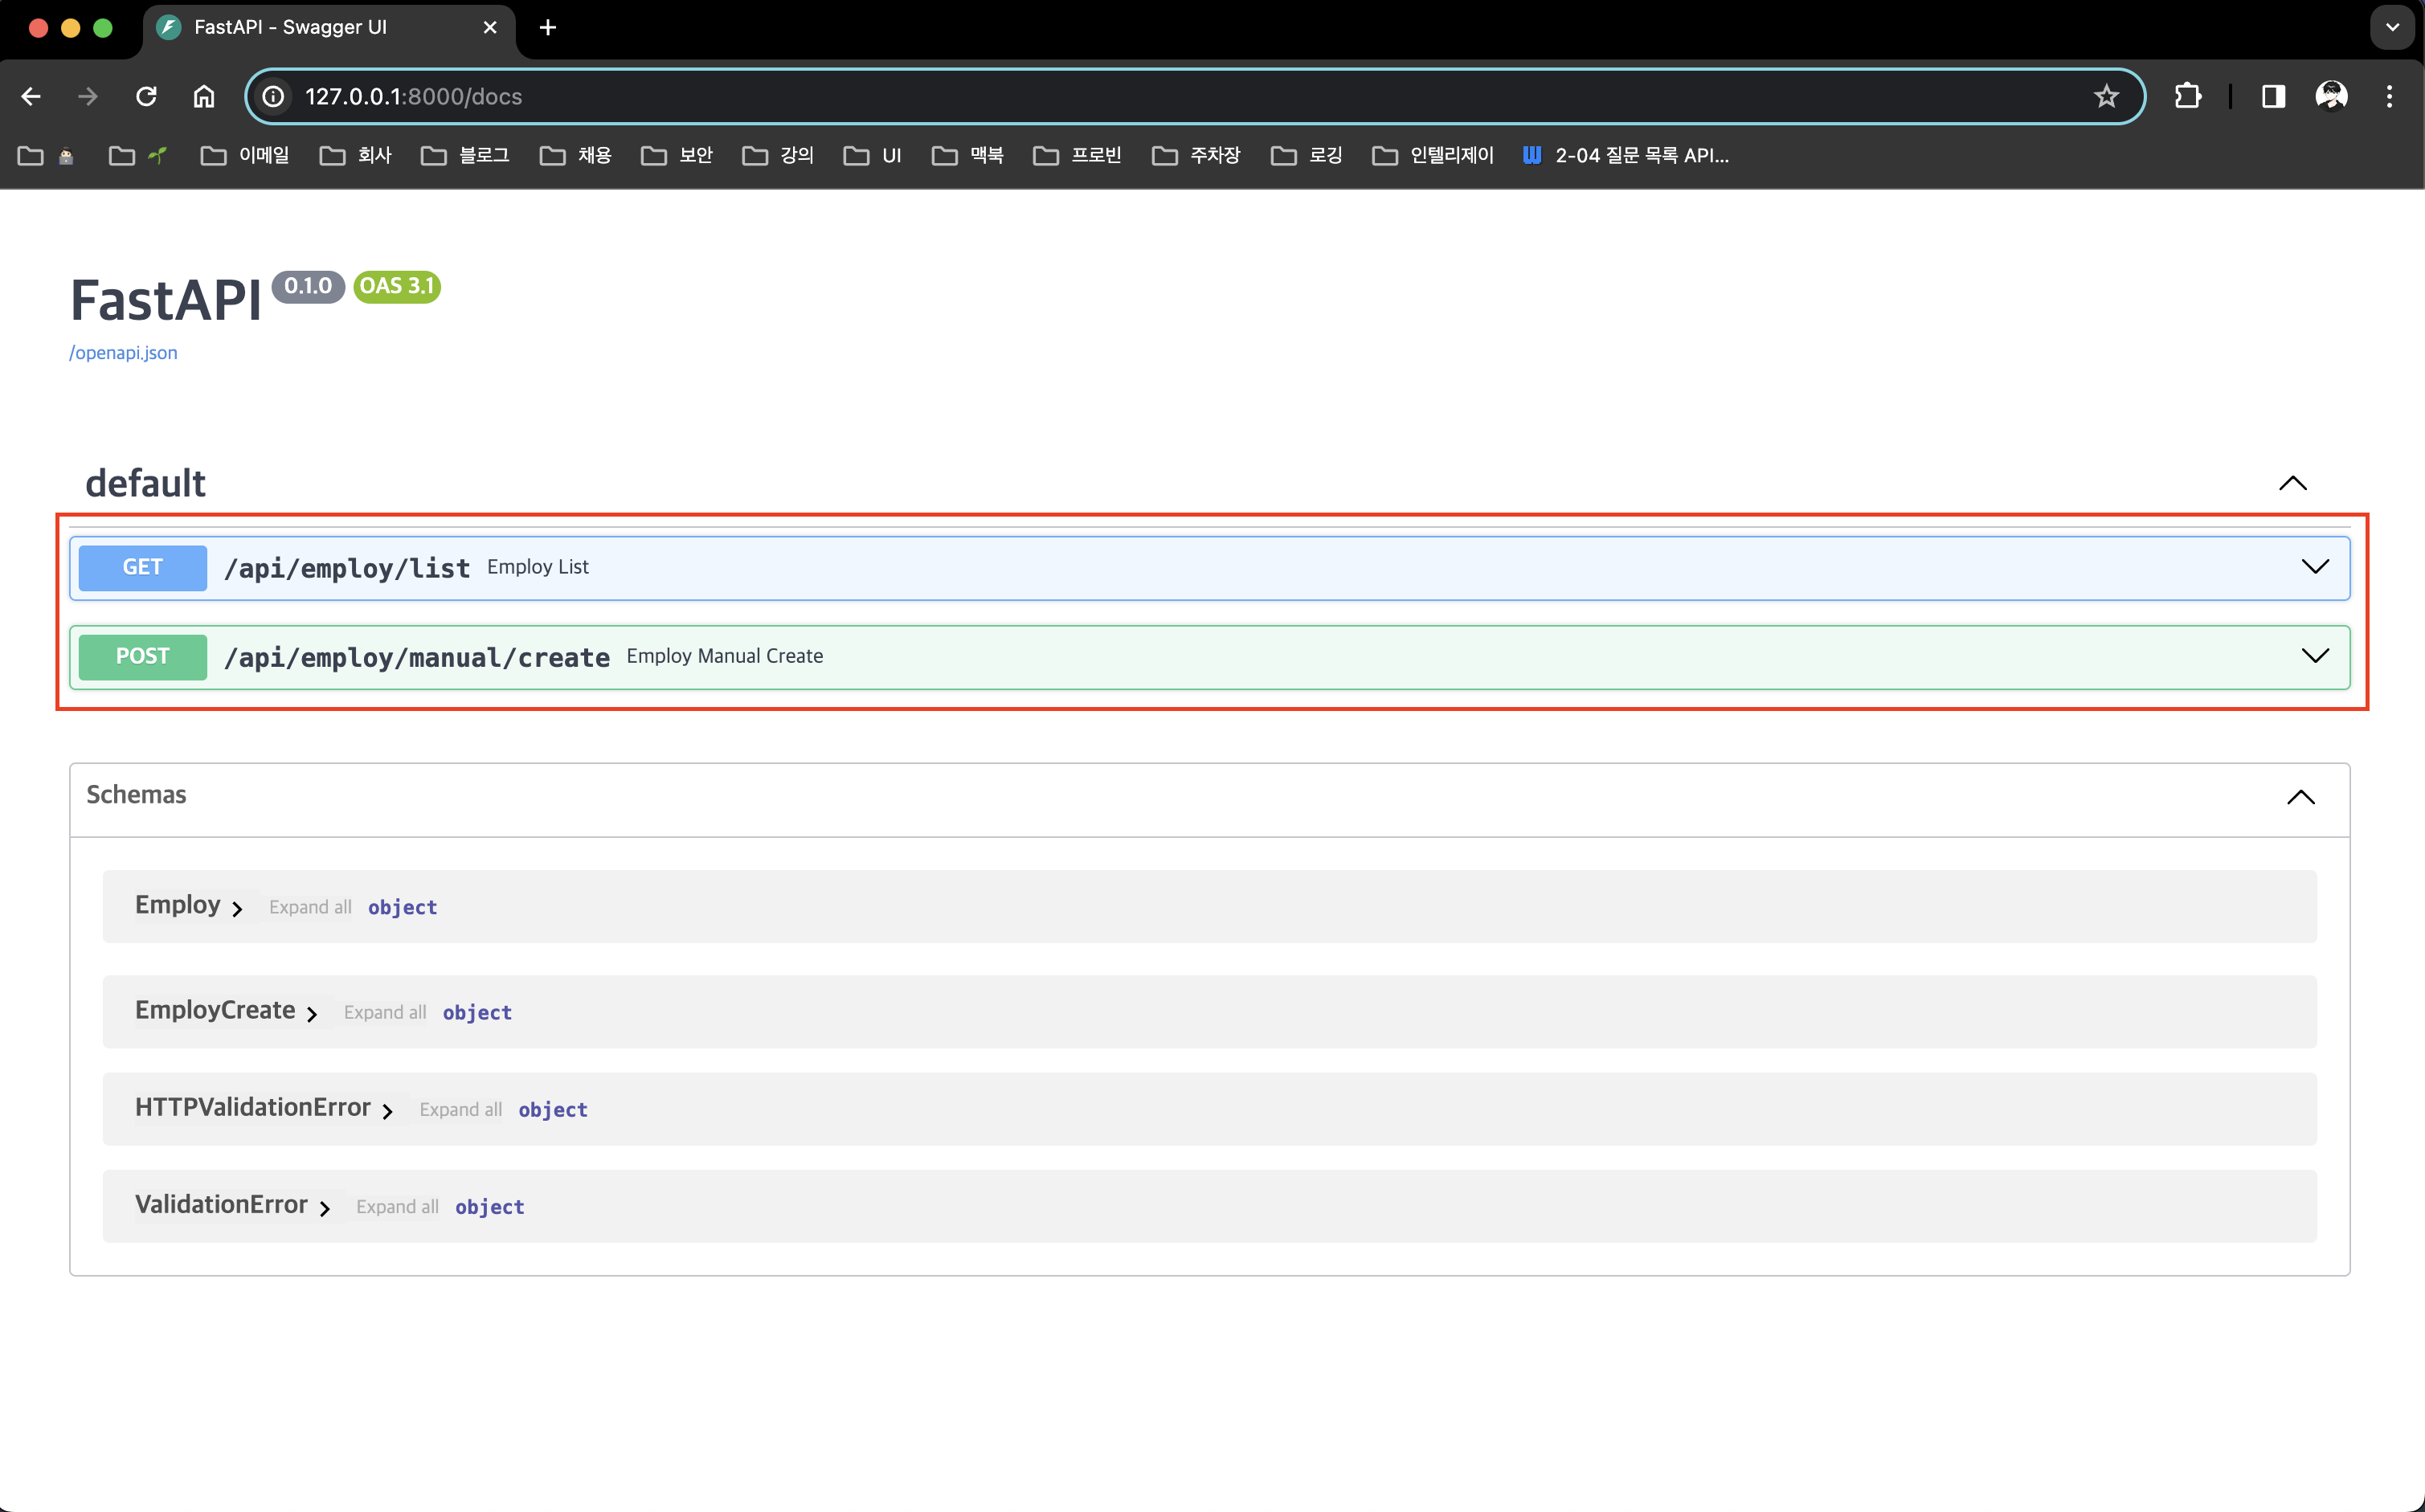 FastAPI - Swagger UI
127.0.0.1:8000/docs
이메일 회사 블로그 채용 보안 강의 UI 맥북 프로빈 주차장 로깅 인텔리제이 W 2-04 질문 목록 API...
FastAPI 0.1.0 OAS 3.1
/openapi.json
default
GET /api/employ/list Employ List
POST /api/employ/manual/create Employ Manual Create
Schemas
Employ Expand all object
EmployCreate Expand all object
HTTPValidationError Expand all object
ValidationError Expand all object